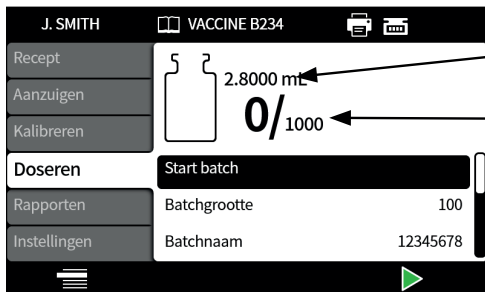 J. SMITH VACCINE B234
Recept
Aanzuigen
Kalibreren
Doseren
Rapporten
Instellingen
2.8000 mL
0/1000
Start batch
Batchgrootte 100
Batchnaam 12345678